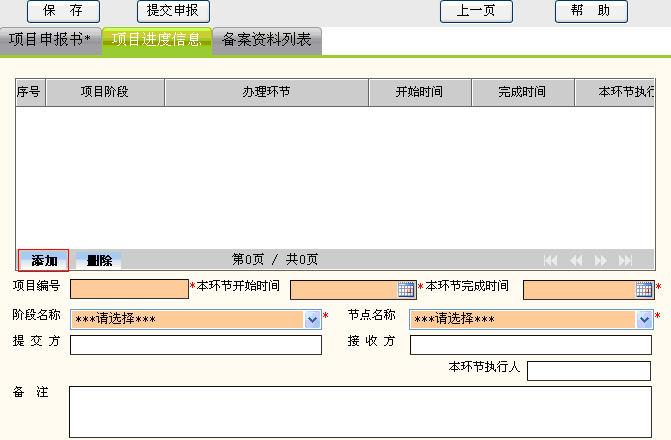 保 存 提交申报 上一页 帮 助
项目申报书* 项目进度信息 备案资料列表
序号 项目阶段 办理环节 开始时间 完成时间 本环节执行
添加 删除 第0页 / 共0页
项目编号 * 本环节开始时间 * 本环节完成时间 *
阶段名称 ***请选择*** * 节点名称 ***请选择*** *
提 交 方 接 收 方
本环节执行人
备 注